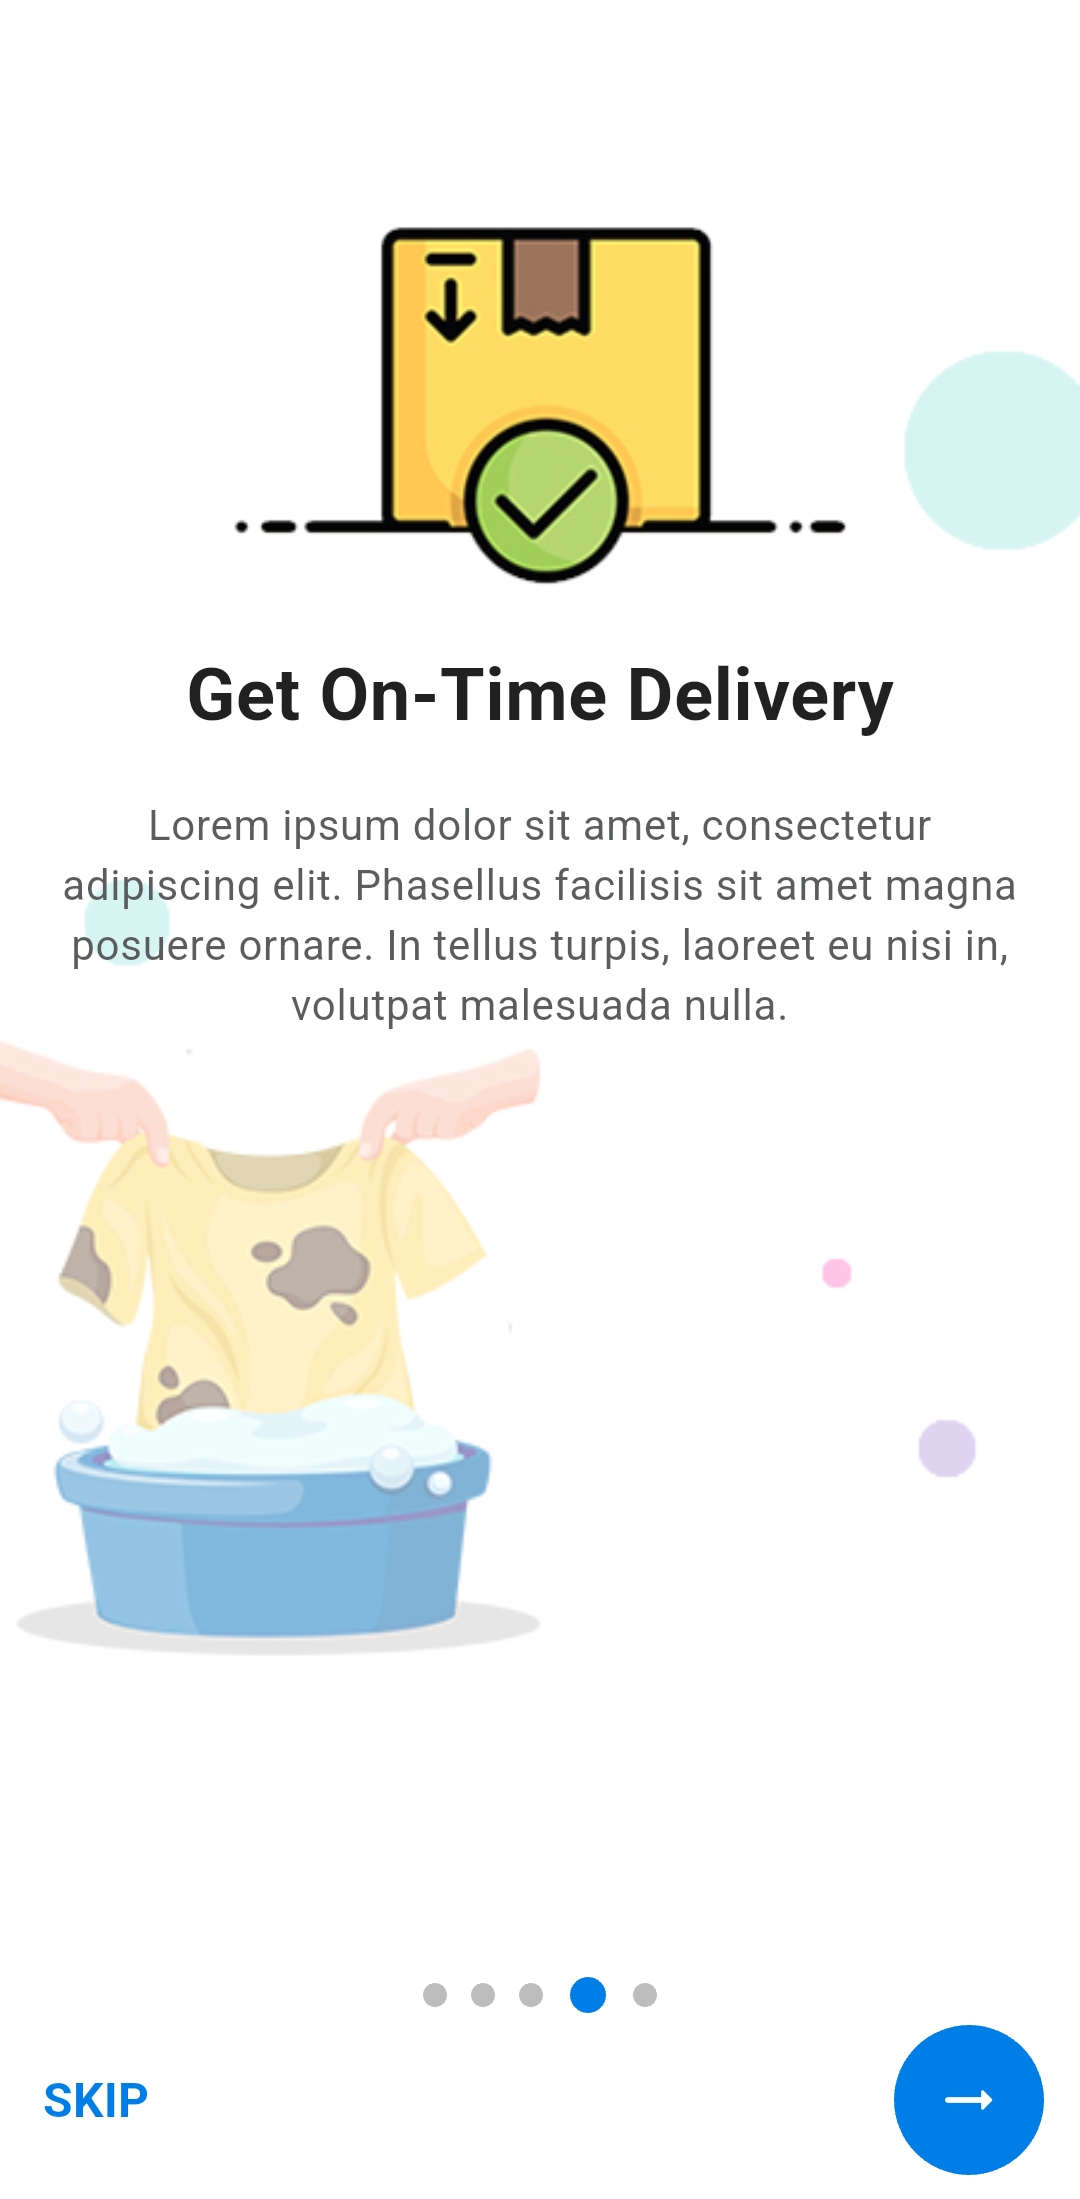 Get On-Time Delivery
Lorem ipsum dolor sit amet, consectetur
adipiscing elit. Phasellus facilisis sit amet magna
posuere ornare. In tellus turpis, laoreet eu nisi in,
volutpat malesuada nulla.
SKIP